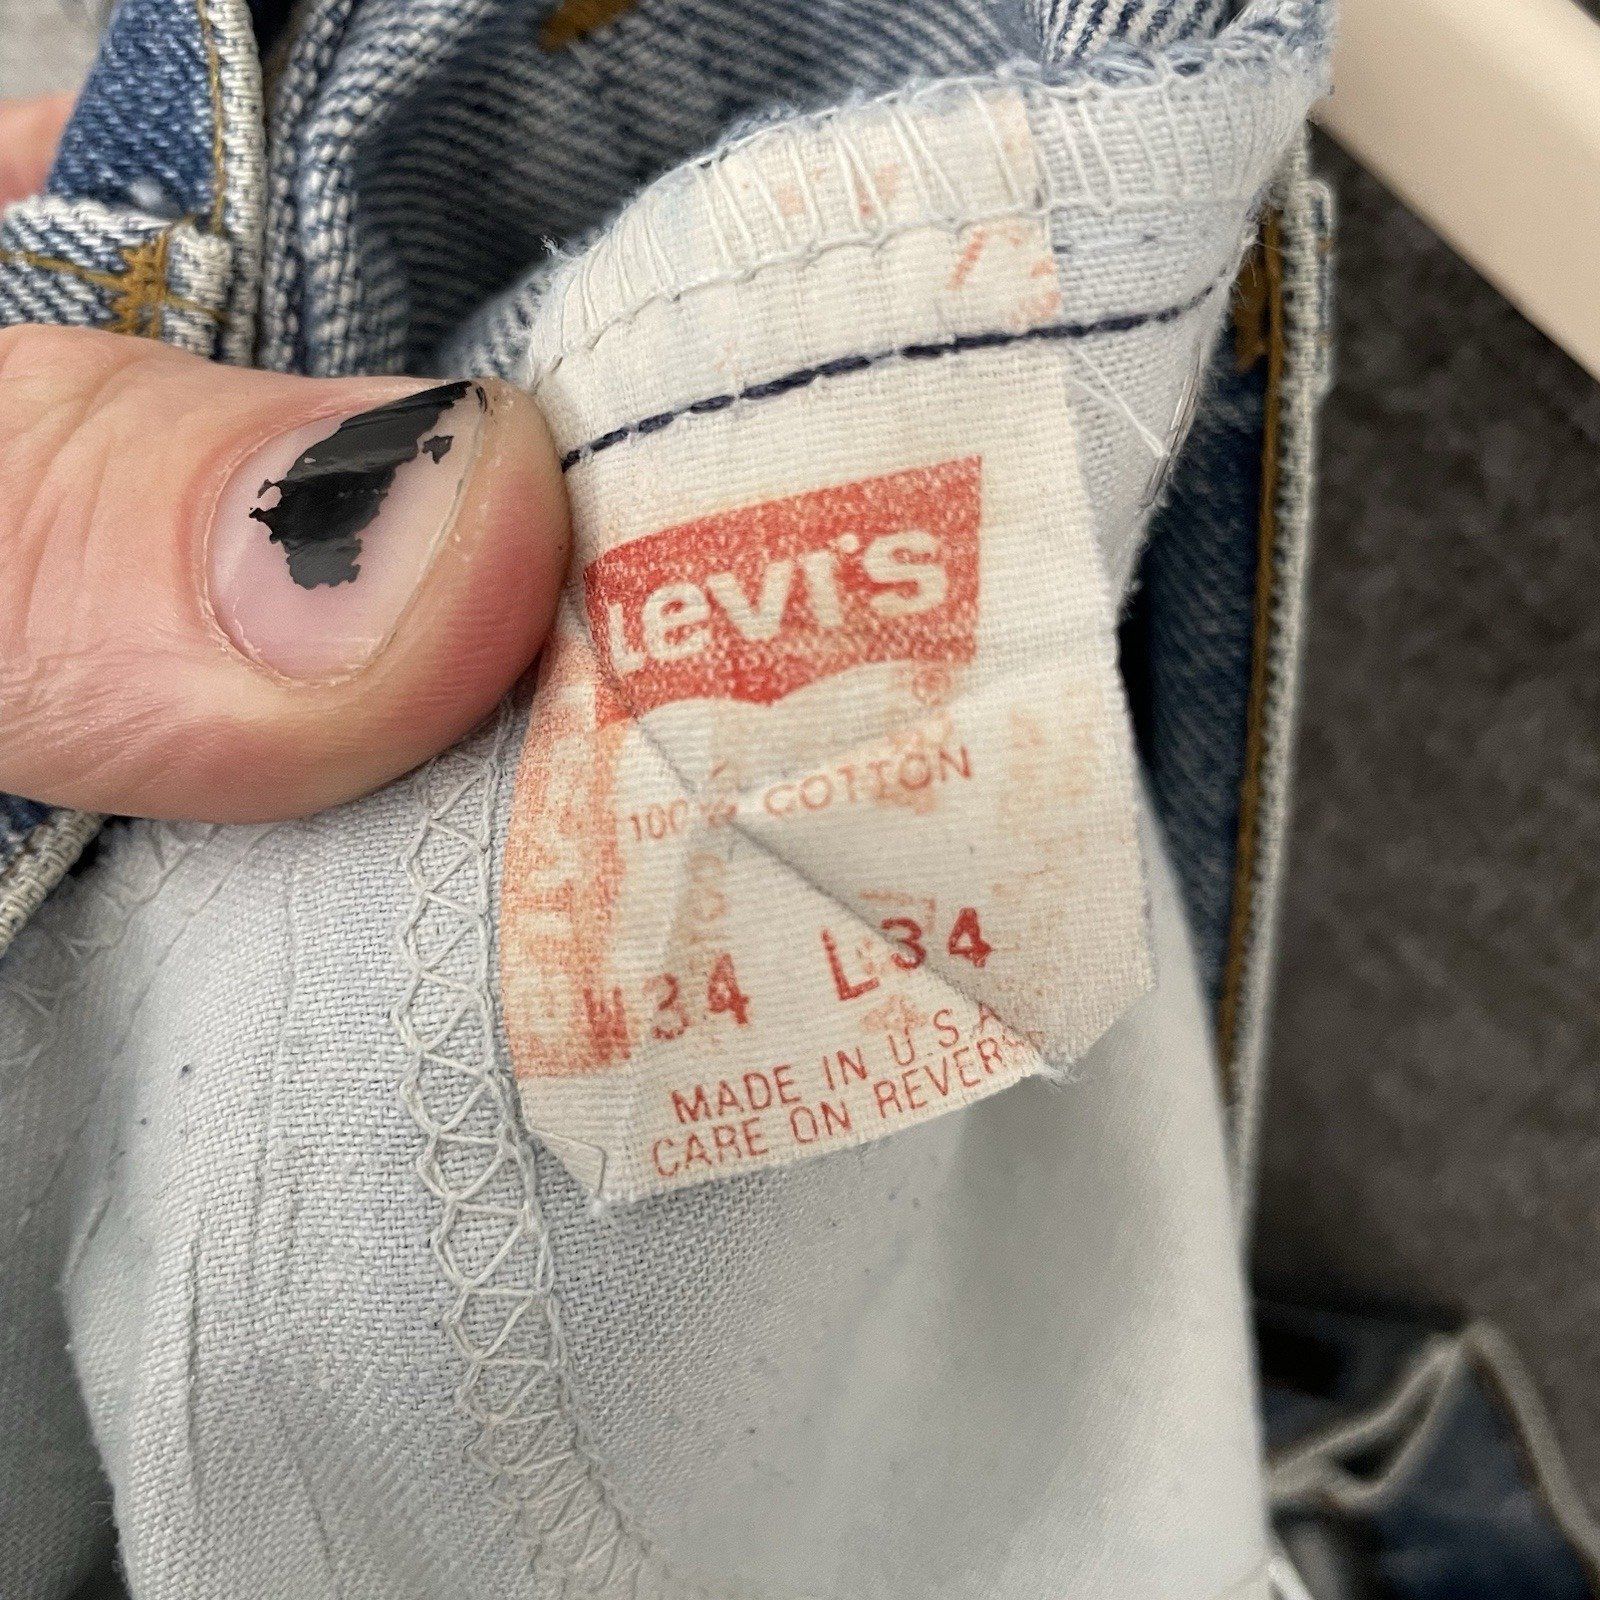 Levi's
®
100% COTTON
W34 L34
MADE IN U.S.A
CARE ON REVERSE